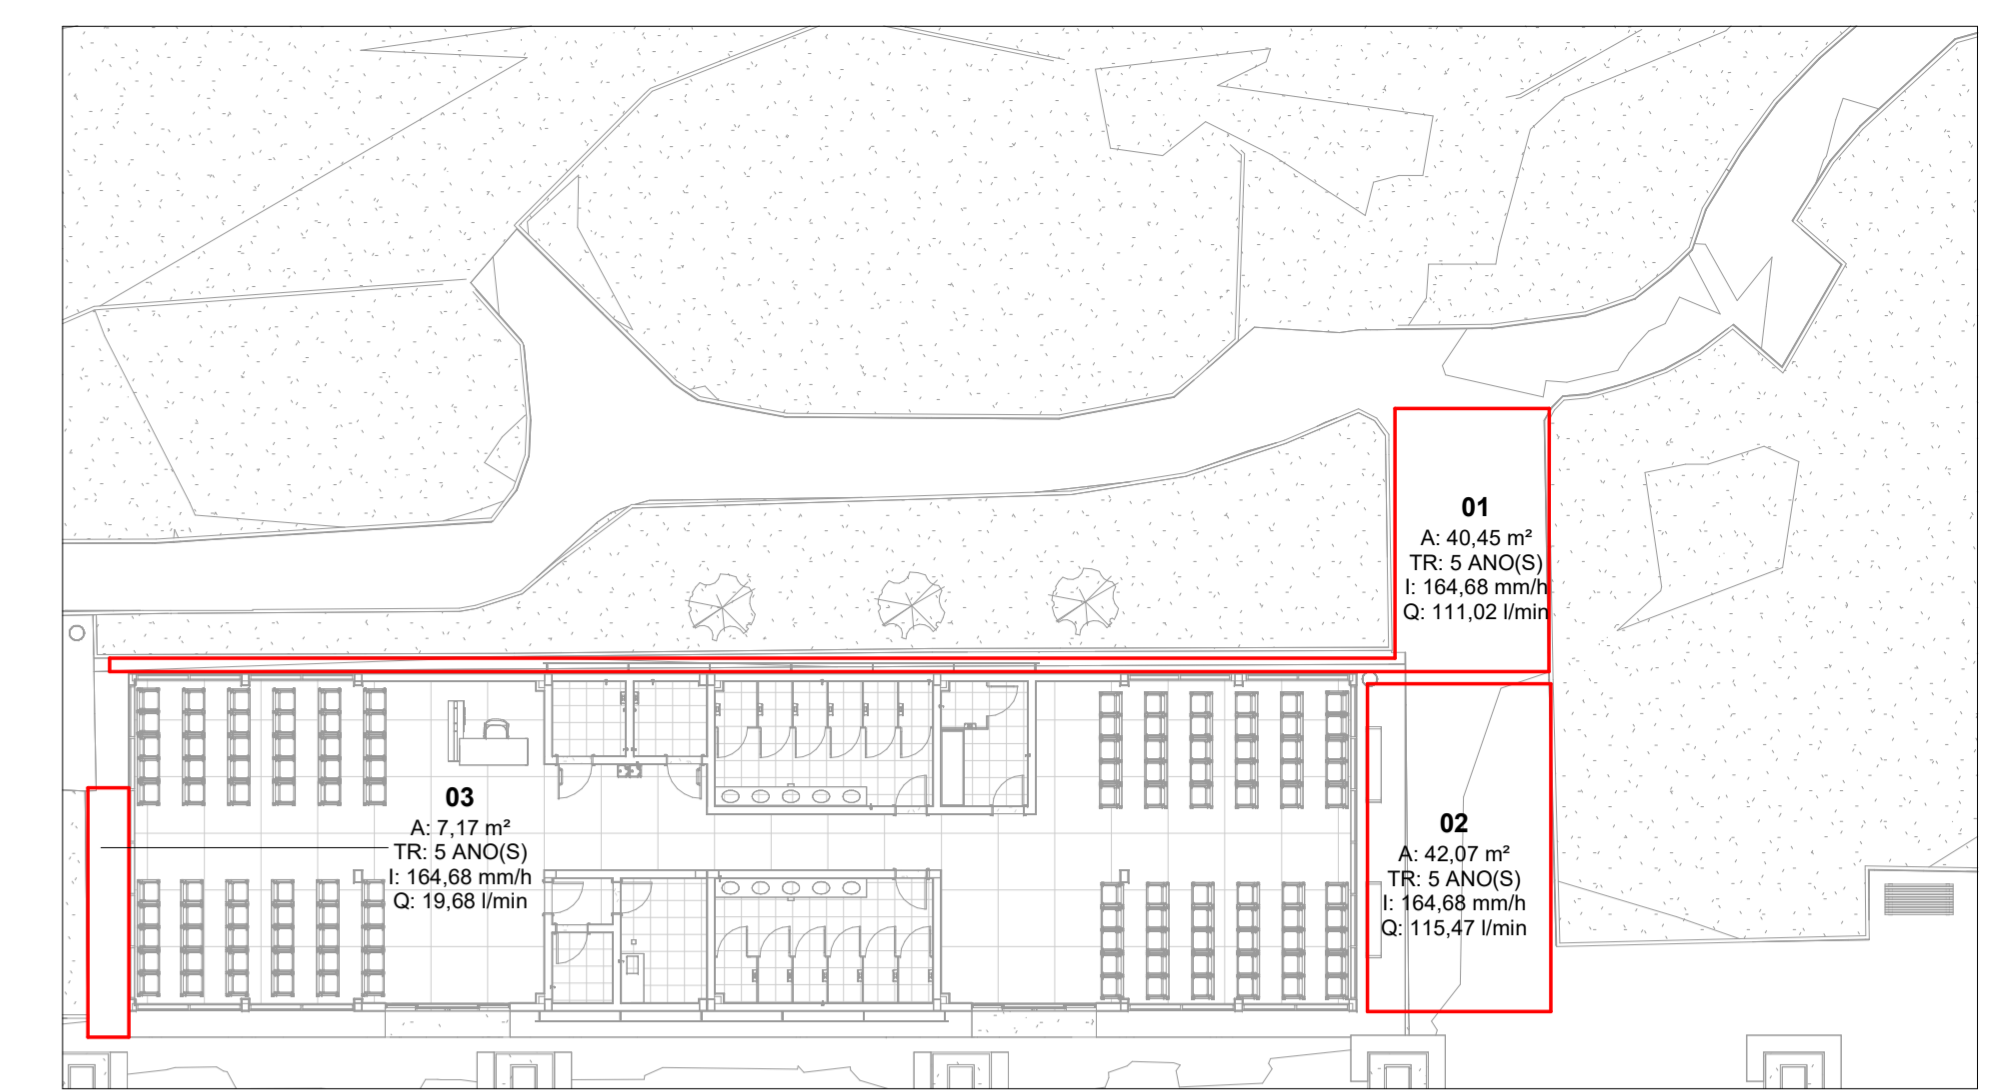 01
A: 40,45 m²
TR: 5 ANO(S)
I: 164,68 mm/h
Q: 111,02 l/min
03
A: 7,17 m²
TR: 5 ANO(S)
I: 164,68 mm/h
Q: 19,68 l/min
02
A: 42,07 m²
TR: 5 ANO(S)
I: 164,68 mm/h
Q: 115,47 l/min